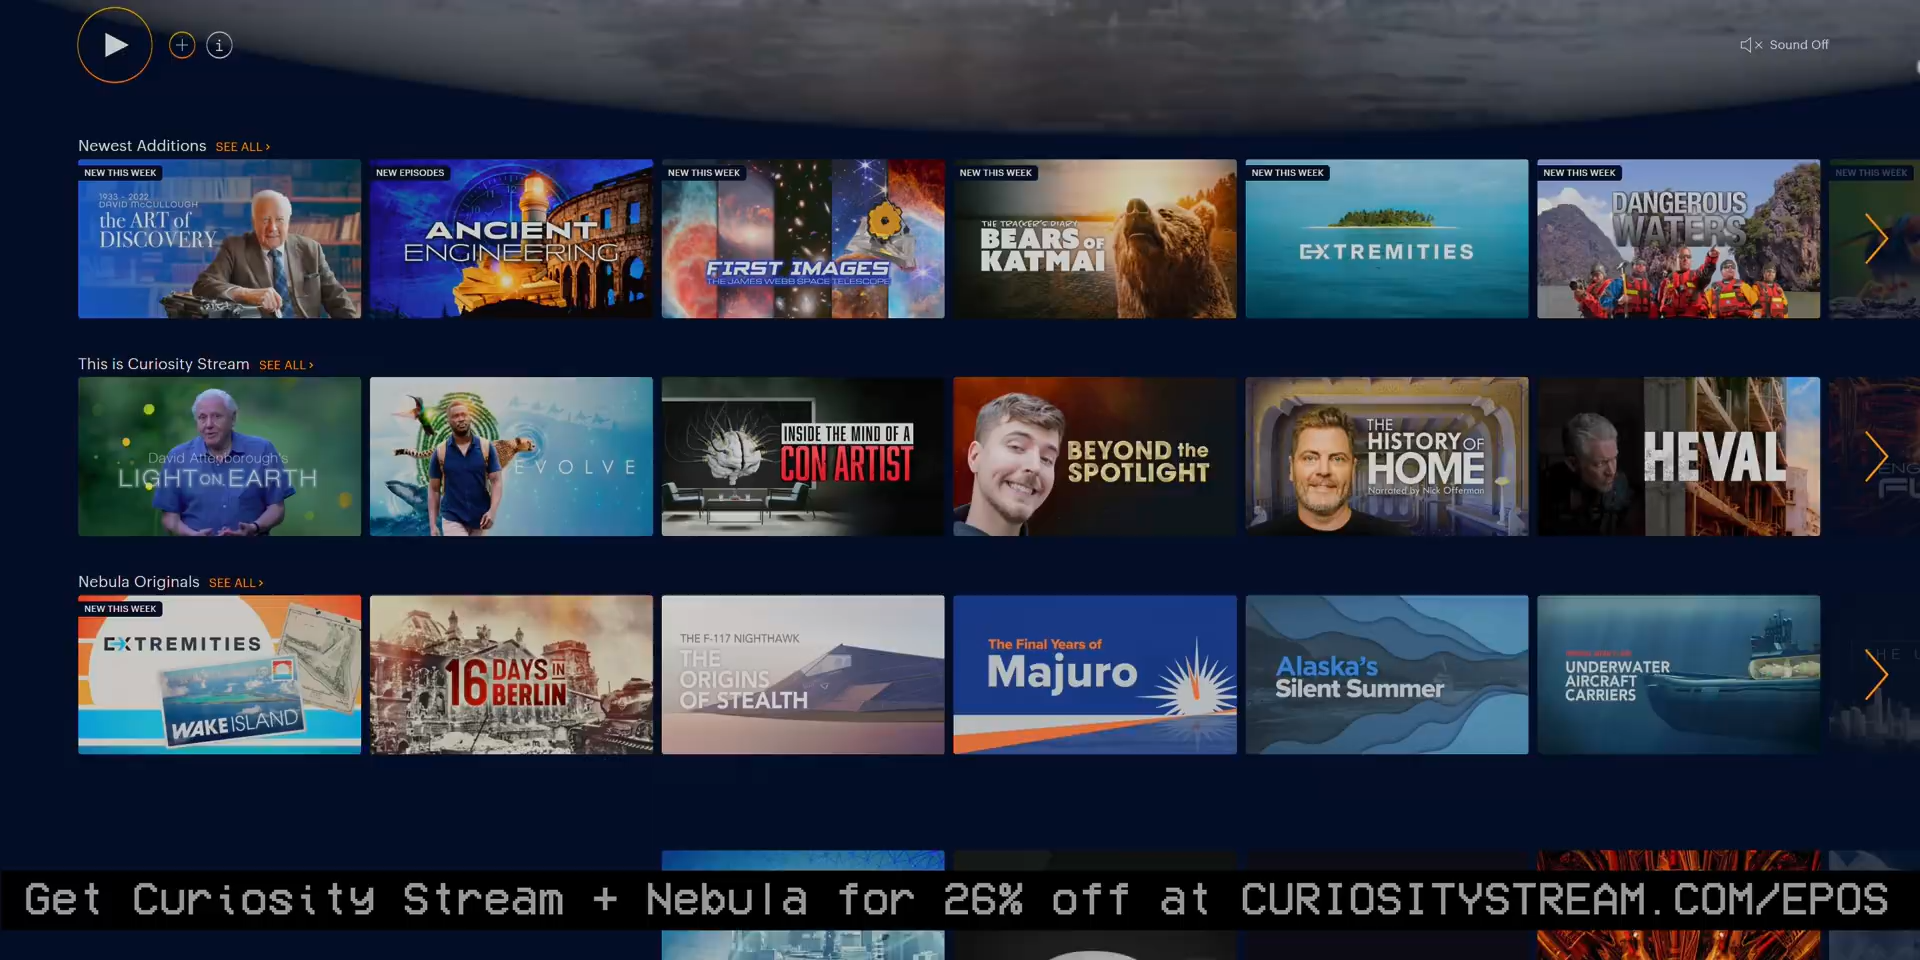 Sound Off
Newest Additions SEE ALL ›
NEW THIS WEEK
1933 - 2022
DAVID McCULLOUGH
the ART of
DISCOVERY
NEW EPISODES
ANCIENT
ENGINEERING
NEW THIS WEEK
FIRST IMAGES
THE JAMES WEBB SPACE TELESCOPE
NEW THIS WEEK
THE TRACKER'S DIARY
BEARS OF
KATMAI
NEW THIS WEEK
EXTREMITIES
NEW THIS WEEK
DANGEROUS
WATERS
NEW THIS WEEK
This is Curiosity Stream SEE ALL ›
David Attenborough's
LIGHT ON EARTH
EVOLVE
INSIDE THE MIND OF A
CON ARTIST
BEYOND the
SPOTLIGHT
THE
HISTORY OF
HOME
Narrated by Nick Offerman
HEVAL
Nebula Originals SEE ALL ›
NEW THIS WEEK
EXTREMITIES
WAKE ISLAND
16 DAYS IN
BERLIN
THE F-117 NIGHTHAWK
THE
ORIGINS
OF STEALTH
The Final Years of
Majuro
Alaska's
Silent Summer
UNDERWATER
AIRCRAFT
CARRIERS
Get Curiosity Stream + Nebula for 26% off at CURIOSITYSTREAM.COM/EPOS